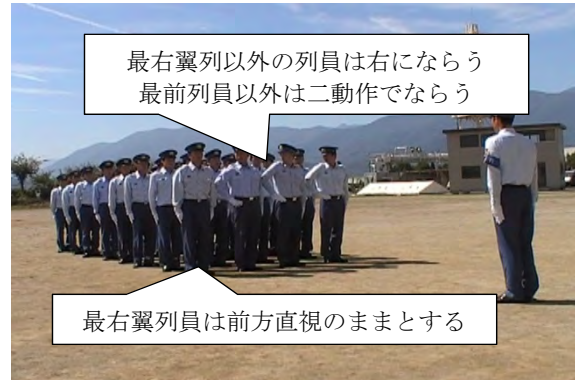 最右翼列以外の列員は右にならう
最前列員以外は二動作でならう
最右翼列員は前方直視のままとする